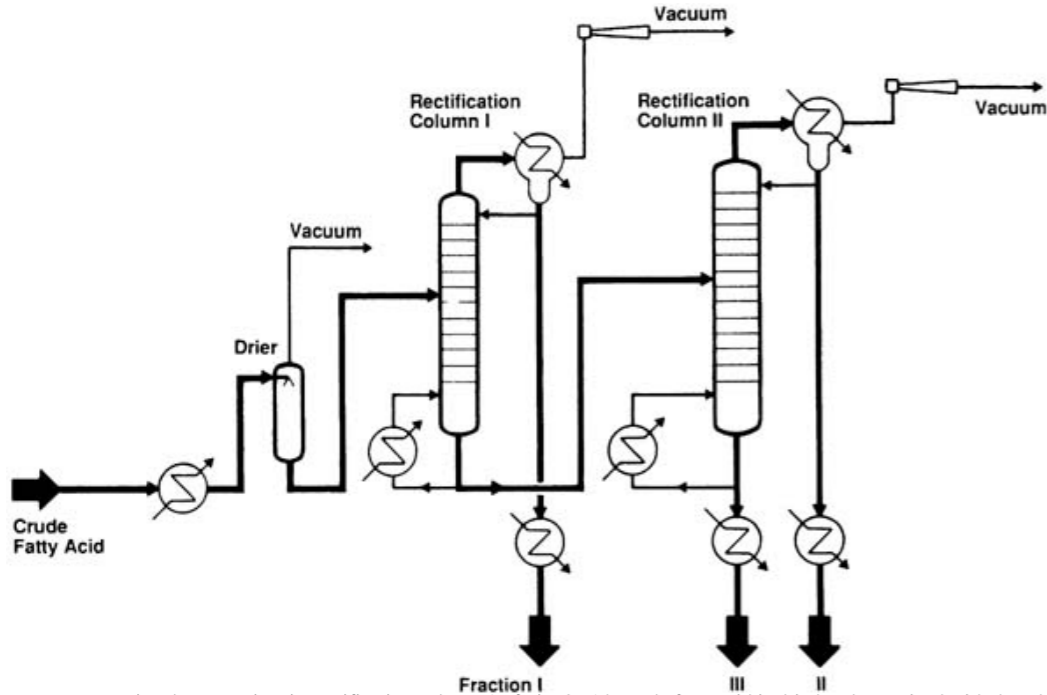 Vacuum
Rectification
Column I
Rectification
Column II
Vacuum
Vacuum
Drier
Crude
Fatty Acid
Fraction I
III
II